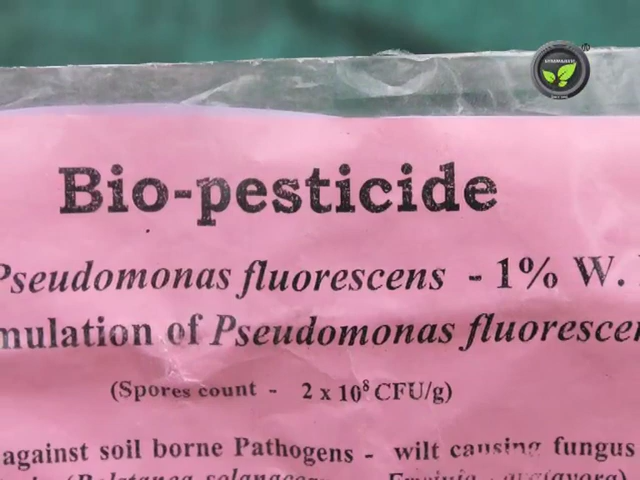 Bio-pesticide
Pseudomonas fluorescens - 1% W.
mulation of Pseudomonas fluorescen
(Spores count - 2 x 10⁸ CFU/g)
against soil borne Pathogens - wilt causing fungus